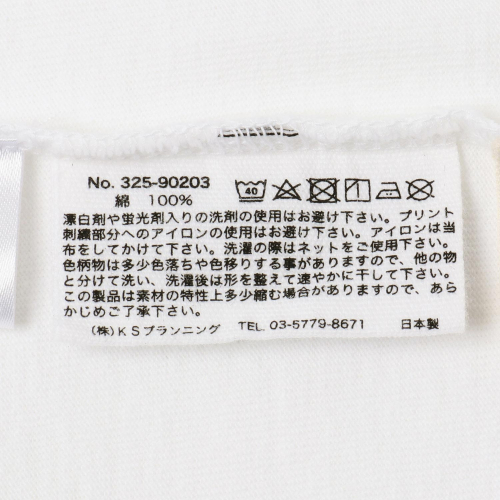 No. 325-90203
40
綿 100%
漂白剤や蛍光剤入りの洗剤の使用はお避け下さい。プリント
刺繍部分へのアイロンの使用はお避け下さい。アイロンは当
布をしてかけて下さい。洗濯の際はネットをご使用下さい。
色柄物は多少色落ちや色移りする事がありますので、他の物
と分けて洗い、洗濯後は形を整えて速やかに干して下さい。
この製品は素材の特性上多少縮む場合がありますので、あら
かじめご了承下さい。
(株)KSプランニング TEL. 03-5779-8671 日本製